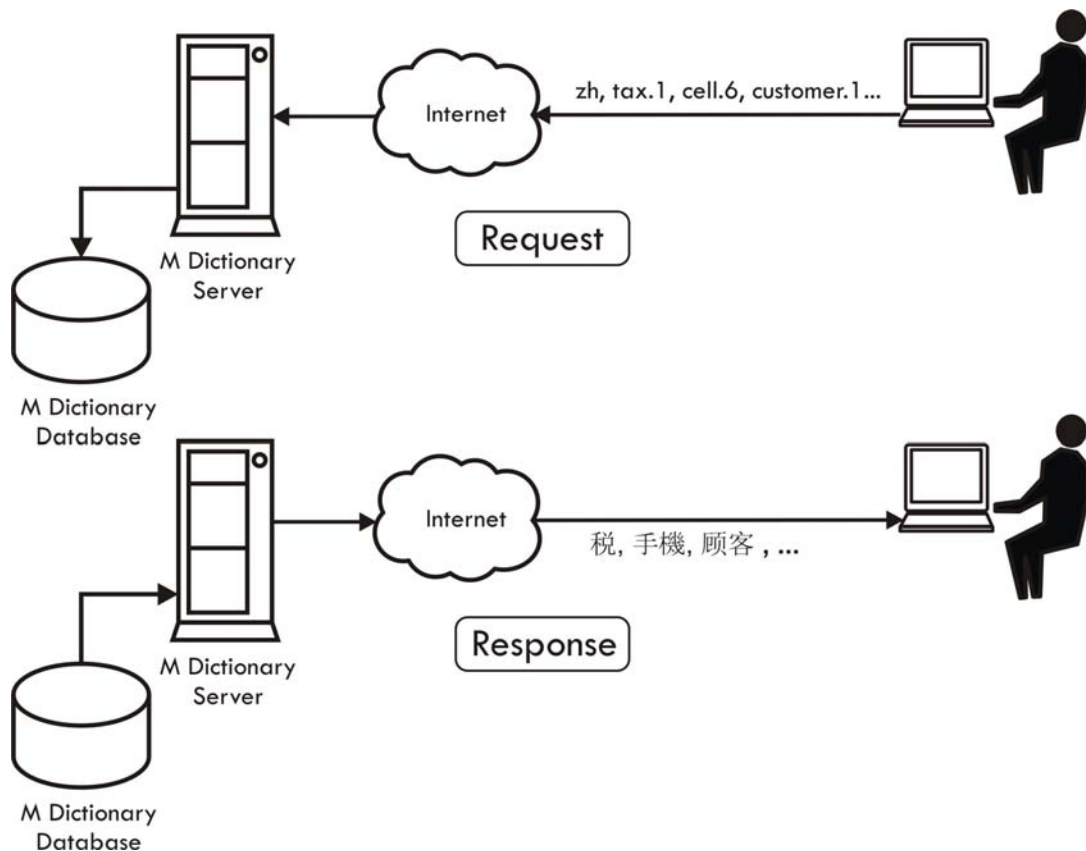 Internet
zh, tax.1, cell.6, customer.1...
Request
M Dictionary
Server
M Dictionary
Database
Internet
税, 手機, 顾客 , ...
Response
M Dictionary
Server
M Dictionary
Database